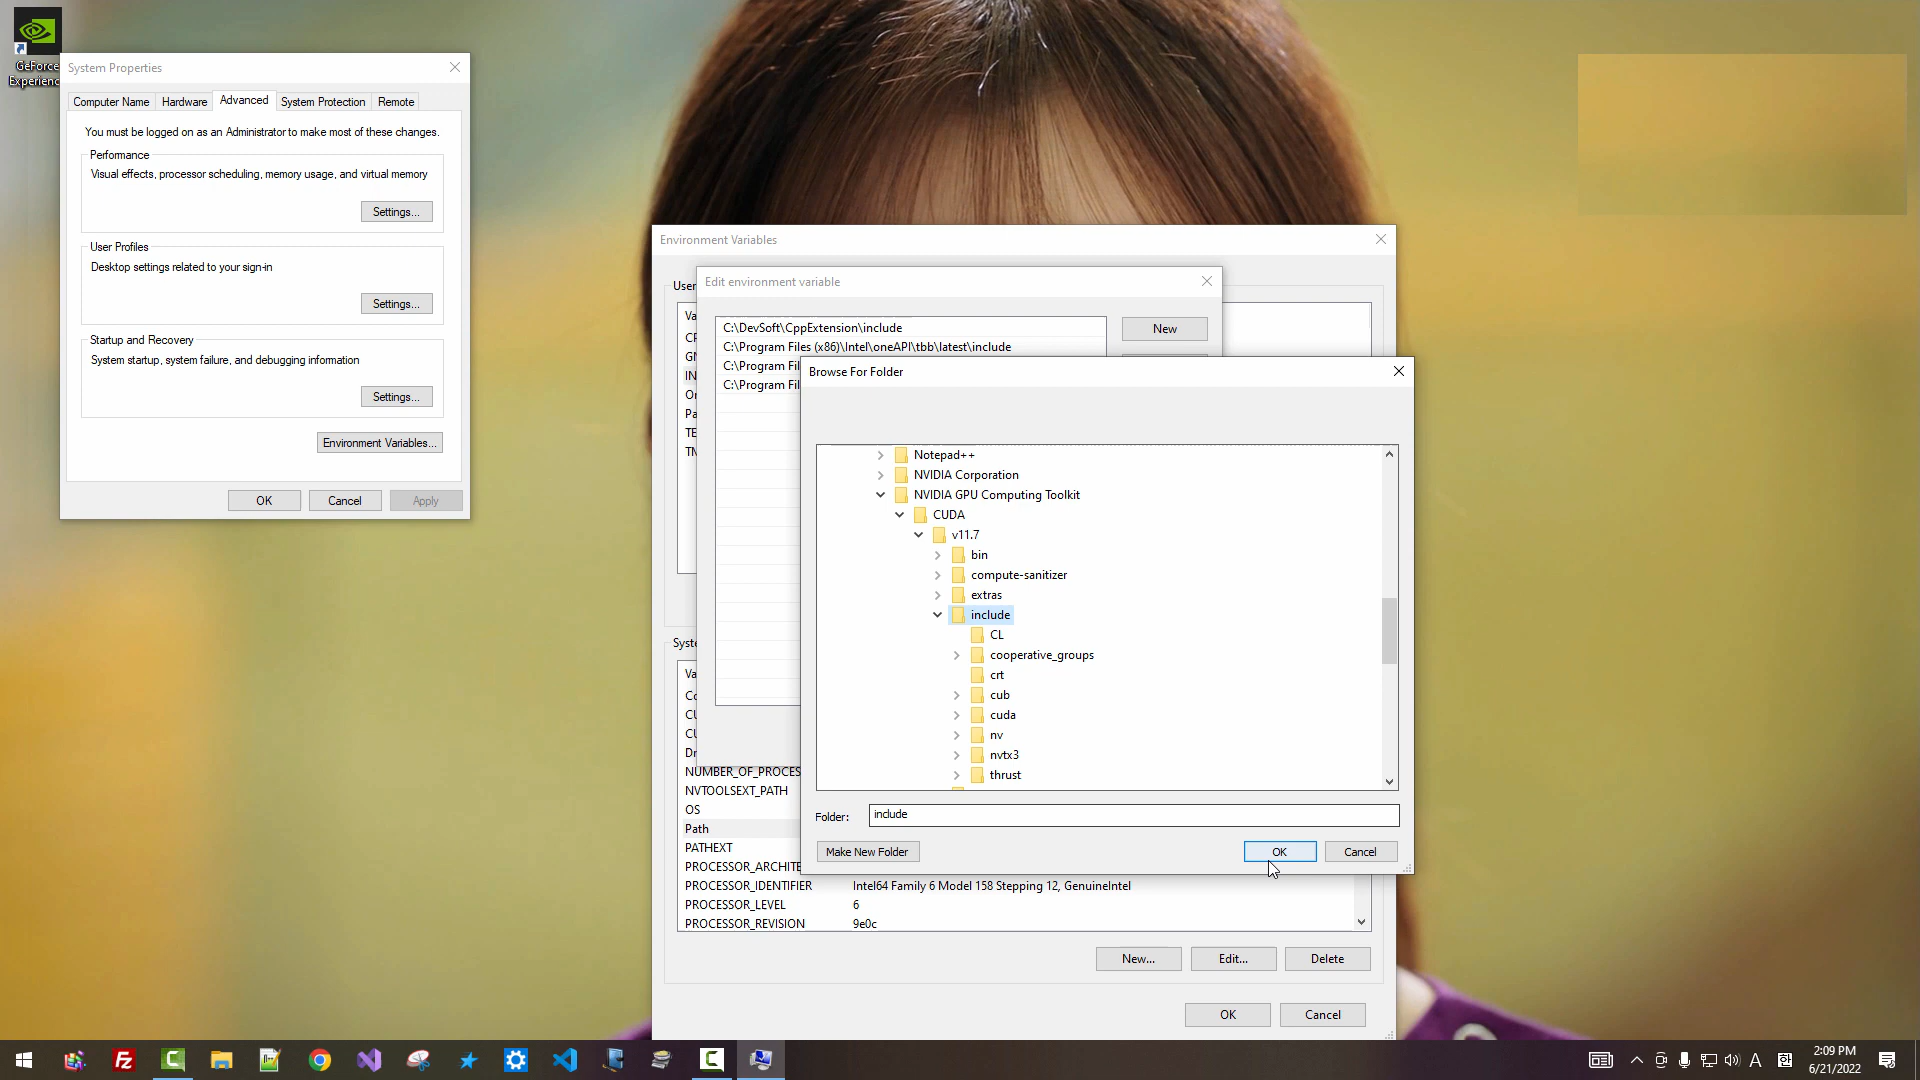 GeForce
Experience
System Properties
Computer Name
Hardware
Advanced
System Protection
Remote
You must be logged on as an Administrator to make most of these changes.
Performance
Visual effects, processor scheduling, memory usage, and virtual memory
Settings...
User Profiles
Desktop settings related to your sign-in
Settings...
Startup and Recovery
System startup, system failure, and debugging information
Settings...
Environment Variables...
OK
Cancel
Apply
Environment Variables
User
Va
Edit environment variable
C:\DevSoft\CppExtension\include
C:\Program Files (x86)\Intel\oneAPI\tbb\latest\include
C:\Program Fil
C:\Program Fil
New
Browse For Folder
Notepad++
NVIDIA Corporation
NVIDIA GPU Computing Toolkit
CUDA
v11.7
bin
compute-sanitizer
extras
include
CL
cooperative_groups
crt
cub
cuda
nv
nvtx3
thrust
Folder:
include
Make New Folder
OK
Cancel
Syste
Va
NUMBER_OF_PROCES
NVTOOLSEXT_PATH
OS
Path
PATHEXT
PROCESSOR_ARCHITE
PROCESSOR_IDENTIFIER
Intel64 Family 6 Model 158 Stepping 12, GenuineIntel
PROCESSOR_LEVEL
6
PROCESSOR_REVISION
9e0c
New...
Edit...
Delete
OK
Cancel
A
한
2:09 PM
6/21/2022